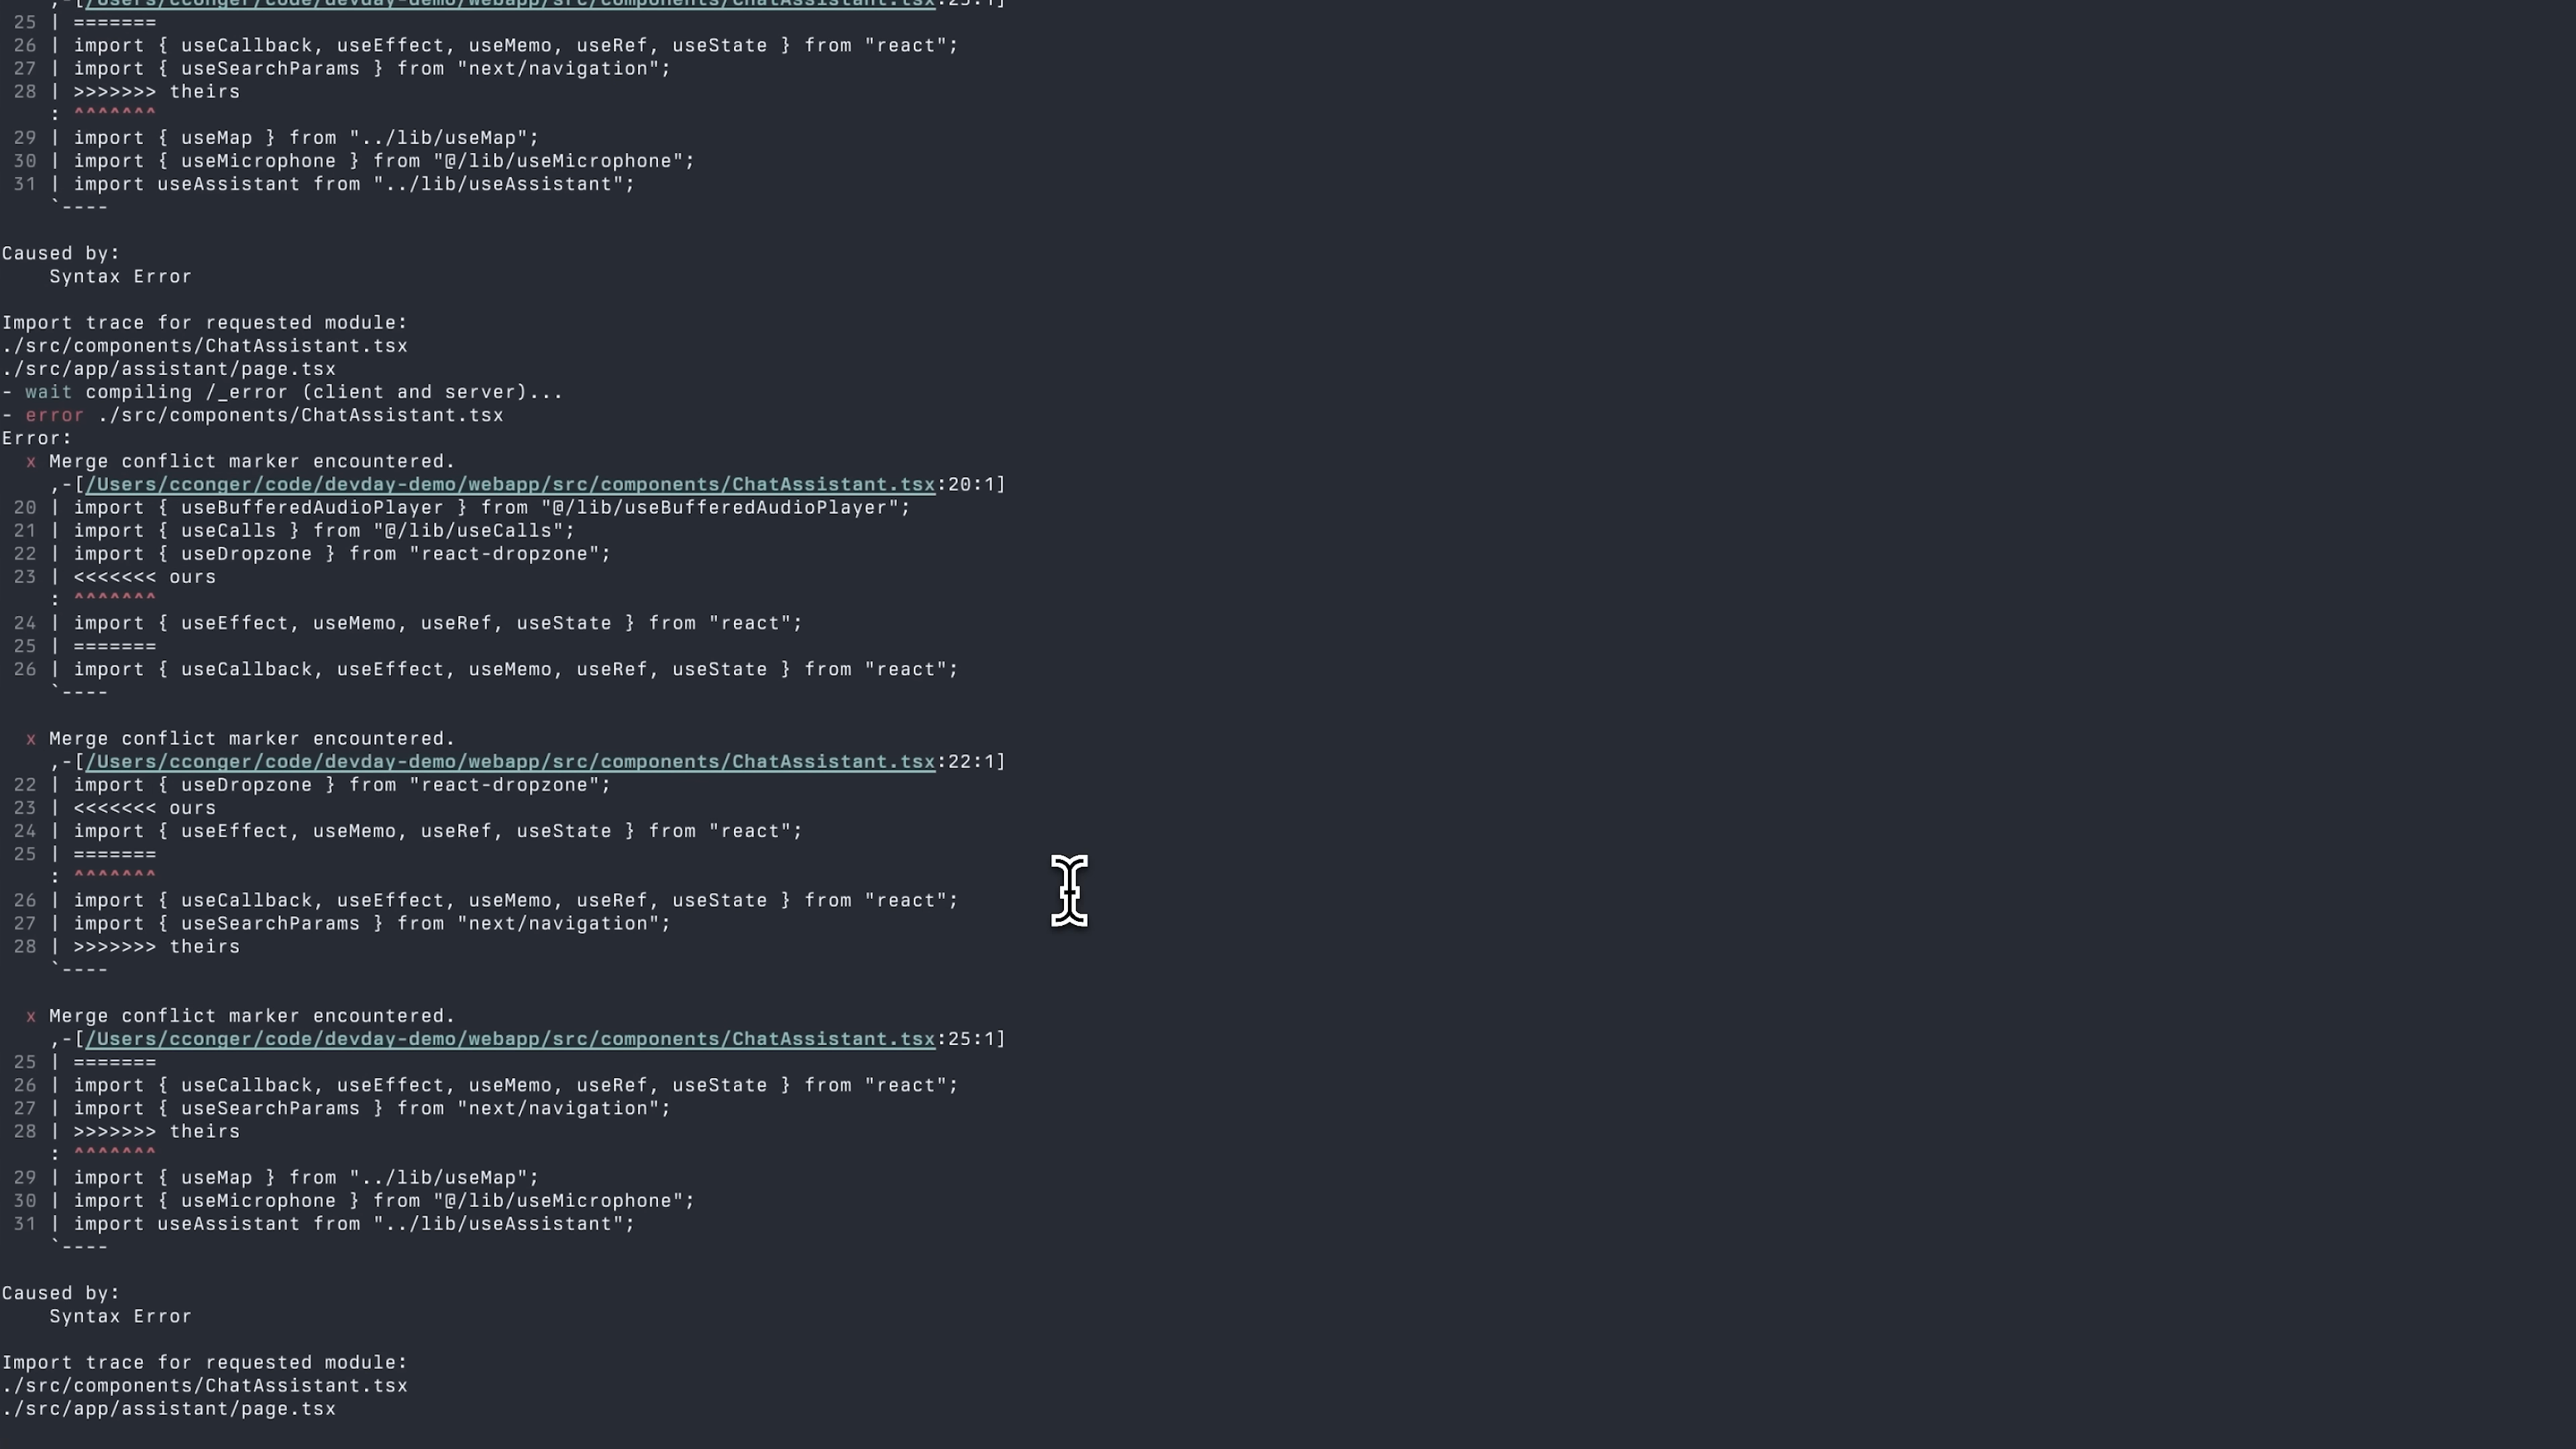 ,-[/Users/cconger/code/devday-demo/webapp/src/components/ChatAssistant.tsx:25:1]
25 | =======
26 | import { useCallback, useEffect, useMemo, useRef, useState } from "react";
27 | import { useSearchParams } from "next/navigation";
28 | >>>>>>> theirs
: ^^^^^^^
29 | import { useMap } from "../lib/useMap";
30 | import { useMicrophone } from "@/lib/useMicrophone";
31 | import useAssistant from "../lib/useAssistant";
`----
Caused by:
Syntax Error
Import trace for requested module:
./src/components/ChatAssistant.tsx
./src/app/assistant/page.tsx
- wait compiling /_error (client and server)...
- error ./src/components/ChatAssistant.tsx
Error:
x Merge conflict marker encountered.
,-[/Users/cconger/code/devday-demo/webapp/src/components/ChatAssistant.tsx:20:1]
20 | import { useBufferedAudioPlayer } from "@/lib/useBufferedAudioPlayer";
21 | import { useCalls } from "@/lib/useCalls";
22 | import { useDropzone } from "react-dropzone";
23 | <<<<<<< ours
: ^^^^^^^
24 | import { useEffect, useMemo, useRef, useState } from "react";
25 | =======
26 | import { useCallback, useEffect, useMemo, useRef, useState } from "react";
`----
x Merge conflict marker encountered.
,-[/Users/cconger/code/devday-demo/webapp/src/components/ChatAssistant.tsx:22:1]
22 | import { useDropzone } from "react-dropzone";
23 | <<<<<<< ours
24 | import { useEffect, useMemo, useRef, useState } from "react";
25 | =======
: ^^^^^^^
26 | import { useCallback, useEffect, useMemo, useRef, useState } from "react";
27 | import { useSearchParams } from "next/navigation";
28 | >>>>>>> theirs
`----
x Merge conflict marker encountered.
,-[/Users/cconger/code/devday-demo/webapp/src/components/ChatAssistant.tsx:25:1]
25 | =======
26 | import { useCallback, useEffect, useMemo, useRef, useState } from "react";
27 | import { useSearchParams } from "next/navigation";
28 | >>>>>>> theirs
: ^^^^^^^
29 | import { useMap } from "../lib/useMap";
30 | import { useMicrophone } from "@/lib/useMicrophone";
31 | import useAssistant from "../lib/useAssistant";
`----
Caused by:
Syntax Error
Import trace for requested module:
./src/components/ChatAssistant.tsx
./src/app/assistant/page.tsx